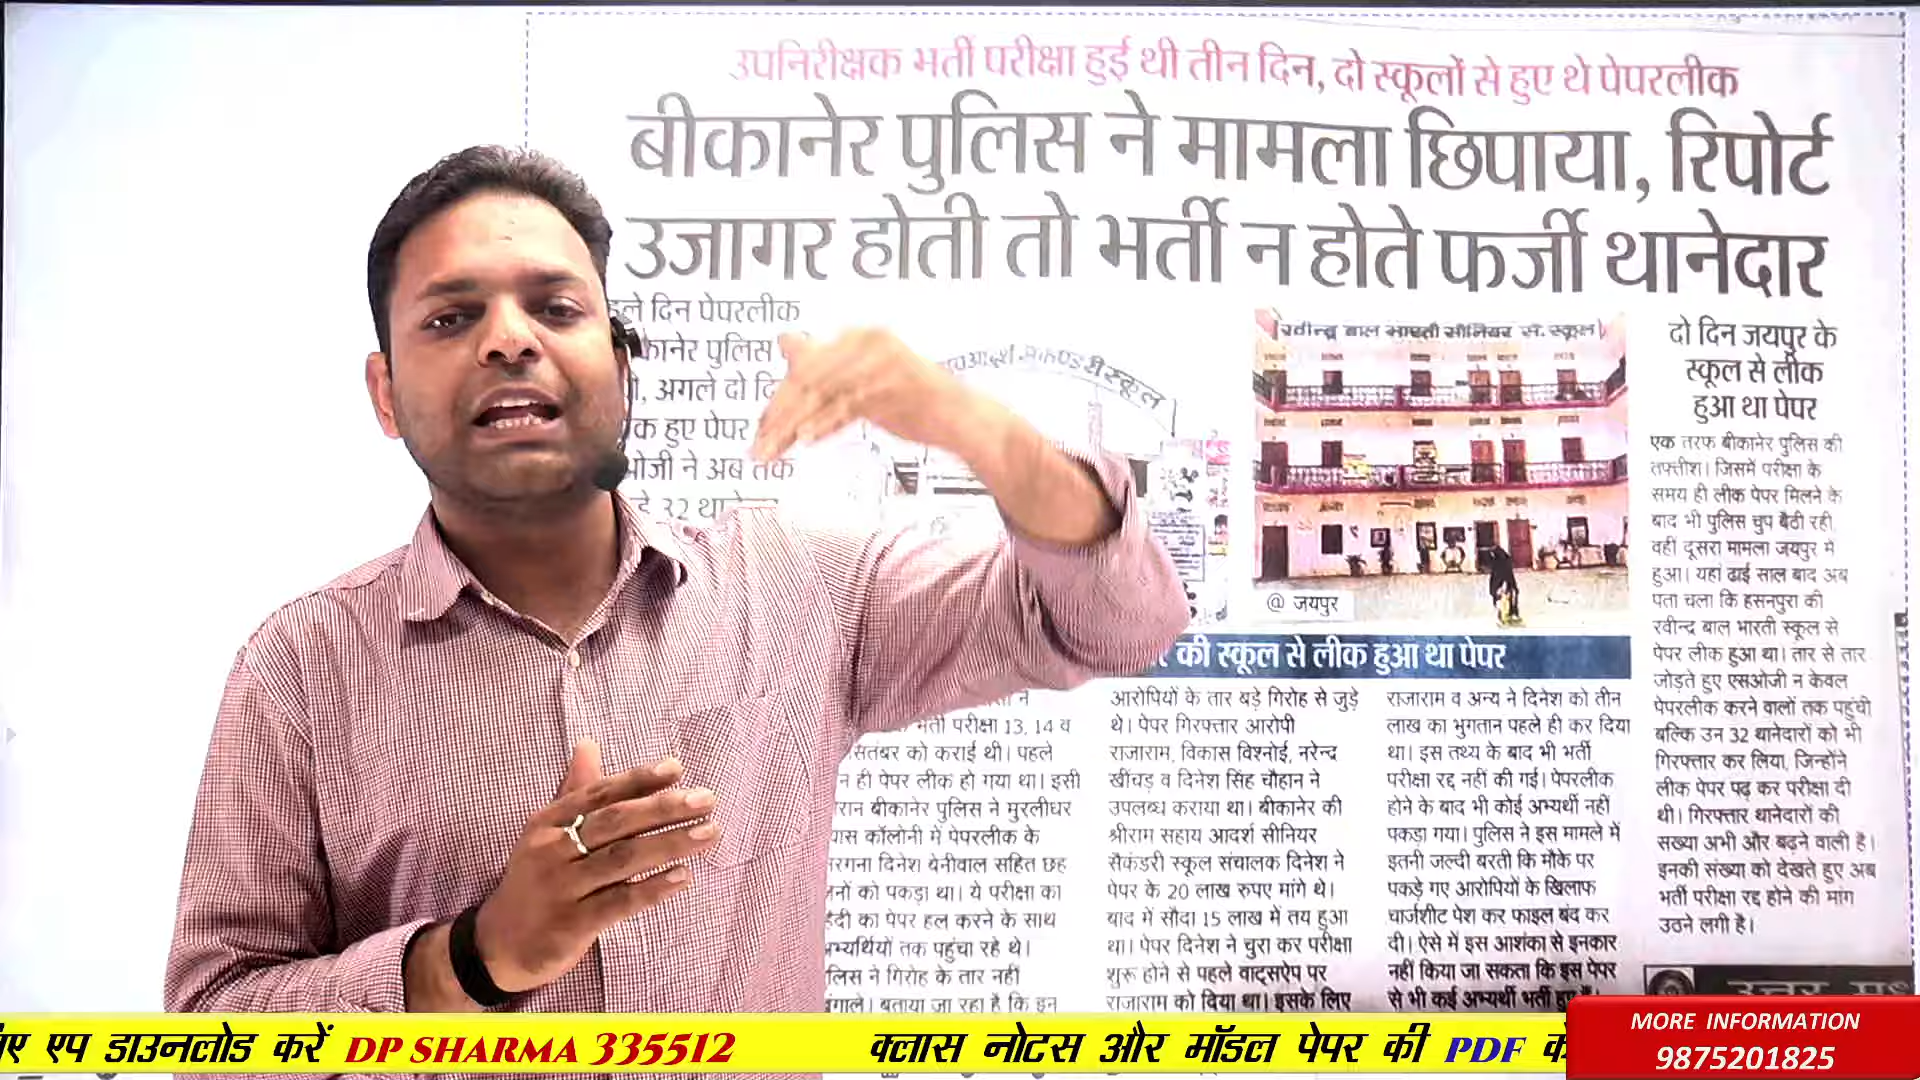 उपनिरीक्षक भर्ती परीक्षा हुई थी तीन दिन, दो स्कूलों से हुए थे पेपरलीक
बीकानेर पुलिस ने मामला छिपाया, रिपोर्ट
उजागर होती तो भर्ती न होते फर्जी थानेदार
दिन पेपरलीक
पुलिस
अगले दो
हुए पेपर
ने अब तक
32
सैकण्डरी स्कूल
रवीन्द्र बाल भारती सीनियर सै. स्कूल
@ जयपुर
की स्कूल से लीक हुआ था पेपर
भर्ती परीक्षा 13, 14 व
सितंबर को कराई थी। पहले
ही पेपर लीक हो गया था। इसी
बीकानेर पुलिस ने मुरलीधर
कॉलोनी में पेपरलीक के
दिनेश बेनीवाल सहित छह
को पकड़ा था। ये परीक्षा का
का पेपर हल करने के साथ
तक पहुंचा रहे थे।
ने गिरोह के तार नहीं
बताया जा रहा है कि इन
आरोपियों के तार बड़े गिरोह से जुड़े
थे। पेपर गिरफ्तार आरोपी
राजाराम, विकास विश्नोई, नरेन्द्र
खींचड़ व दिनेश सिंह चौहान ने
उपलब्ध कराया था। बीकानेर की
श्रीराम सहाय आदर्श सीनियर
सैकंडरी स्कूल संचालक दिनेश ने
पेपर के 20 लाख रुपए मांगे थे।
बाद में सौदा 15 लाख में तय हुआ
था। पेपर दिनेश ने चुरा कर परीक्षा
शुरू होने से पहले वाट्सऐप पर
राजाराम को दिया था। इसके लिए
राजाराम व अन्य ने दिनेश को तीन
लाख का भुगतान पहले ही कर दिया
था। इस तथ्य के बाद भी भर्ती
परीक्षा रद्द नहीं की गई। पेपरलीक
होने के बाद भी कोई अभ्यर्थी नहीं
पकड़ा गया। पुलिस ने इस मामले में
इतनी जल्दी बरती कि मौके पर
पकड़े गए आरोपियों के खिलाफ
चार्जशीट पेश कर फाइल बंद कर
दी। ऐसे में इस आशंका से इनकार
नहीं किया जा सकता कि इस पेपर
से भी कई अभ्यर्थी भर्ती हुए
दो दिन जयपुर के
स्कूल से लीक
हुआ था पेपर
एक तरफ बीकानेर पुलिस की
तफ्तीश। जिसमें परीक्षा के
समय ही लीक पेपर मिलने के
बाद भी पुलिस चुप बैठी रही,
वहीं दूसरा मामला जयपुर में
हुआ। यहां ढाई साल बाद अब
पता चला कि हसनपुरा की
रवीन्द्र बाल भारती स्कूल से
पेपर लीक हुआ था। तार से तार
जोड़ते हुए एसओजी न केवल
पेपरलीक करने वालों तक पहुंची
बल्कि उन 32 थानेदारों को भी
गिरफ्तार कर लिया, जिन्होंने
लीक पेपर पढ़ कर परीक्षा दी
थी। गिरफ्तार थानेदारों की
संख्या अभी और बढ़ने वाली है।
इनकी संख्या को देखते हुए अब
भर्ती परीक्षा रद्द होने की मांग
उठने लगी है।
एप डाउनलोड करें DP SHARMA 335512 क्लास नोटस और मॉडल पेपर की PDF
MORE INFORMATION
9875201825